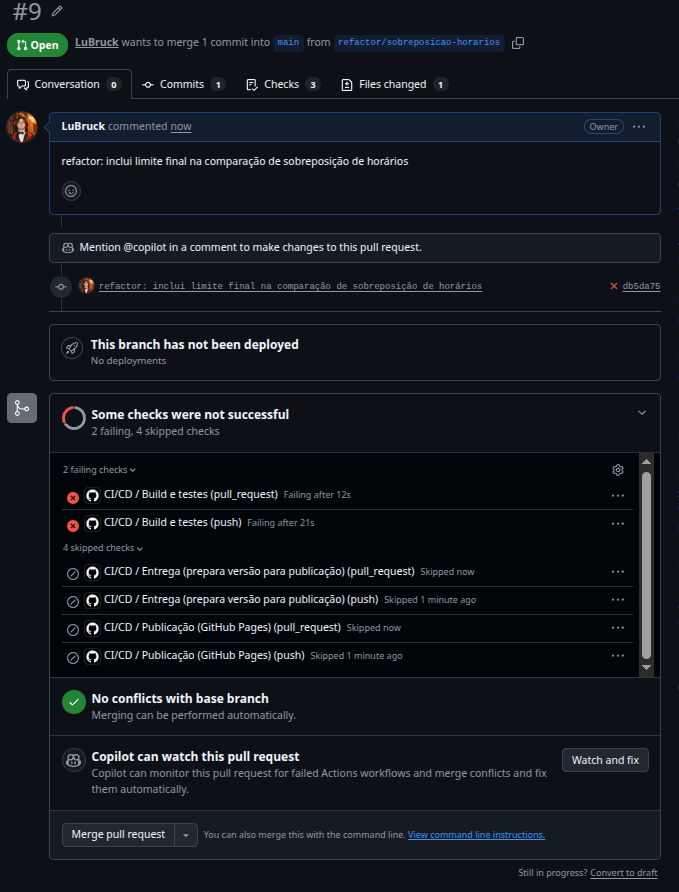 #9
Open
LuBruck wants to merge 1 commit into main from refactor/sobreposicao-horarios
Conversation 0 Commits 1 Checks 3 Files changed 1
LuBruck commented now Owner
refactor: inclui limite final na comparação de sobreposição de horários
Mention @copilot in a comment to make changes to this pull request.
refactor: inclui limite final na comparação de sobreposição de horários db5da75
This branch has not been deployed
No deployments
Some checks were not successful
2 failing, 4 skipped checks
2 failing checks
CI/CD / Build e testes (pull_request) Failing after 12s
CI/CD / Build e testes (push) Failing after 21s
4 skipped checks
CI/CD / Entrega (prepara versão para publicação) (pull_request) Skipped now
CI/CD / Entrega (prepara versão para publicação) (push) Skipped 1 minute ago
CI/CD / Publicação (GitHub Pages) (pull_request) Skipped now
CI/CD / Publicação (GitHub Pages) (push) Skipped 1 minute ago
No conflicts with base branch
Merging can be performed automatically.
Copilot can watch this pull request
Copilot can monitor this pull request for failed Actions workflows and merge conflicts and fix
them automatically.
Watch and fix
Merge pull request You can also merge this with the command line. View command line instructions.
Still in progress? Convert to draft